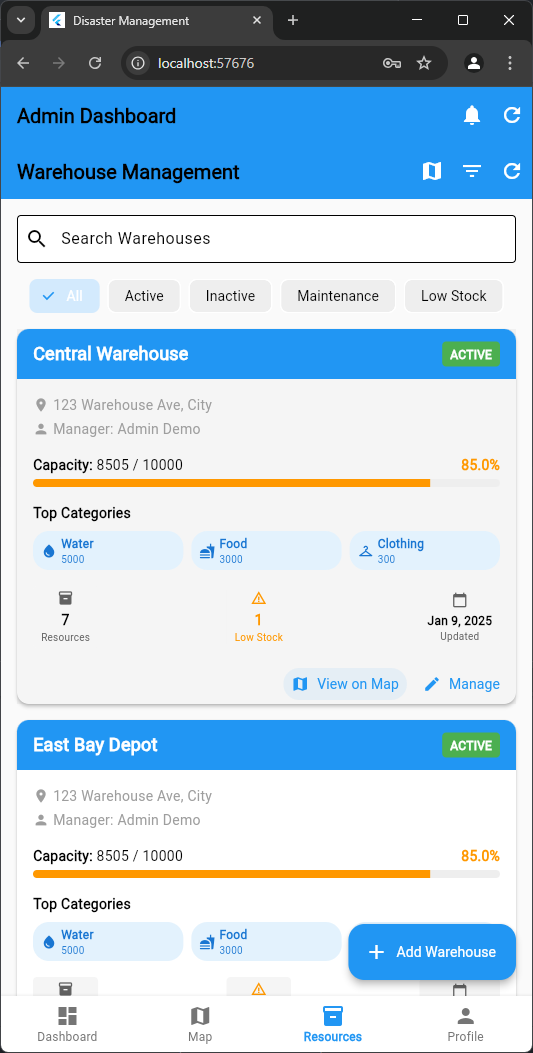 Disaster Management
localhost:57676
Admin Dashboard
Warehouse Management
Search Warehouses
All Active Inactive Maintenance Low Stock
Central Warehouse ACTIVE
123 Warehouse Ave, City
Manager: Admin Demo
Capacity: 8505 / 10000 85.0%
Top Categories
Water Food Clothing
5000 3000 300
7 1 Jan 9, 2025
Resources Low Stock Updated
View on Map Manage
East Bay Depot ACTIVE
123 Warehouse Ave, City
Manager: Admin Demo
Capacity: 8505 / 10000 85.0%
Top Categories
Water Food
5000 3000
Add Warehouse
Dashboard Map Resources Profile